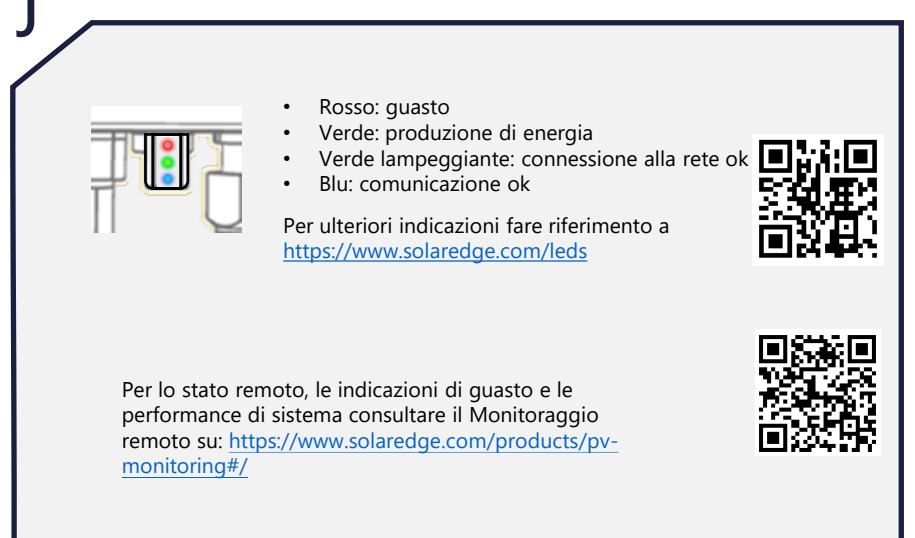 • Rosso: guasto
• Verde: produzione di energia
• Verde lampeggiante: connessione alla rete ok
• Blu: comunicazione ok
Per ulteriori indicazioni fare riferimento a
https://www.solaredge.com/leds
Per lo stato remoto, le indicazioni di guasto e le
performance di sistema consultare il Monitoraggio
remoto su: https://www.solaredge.com/products/pv-
monitoring#/